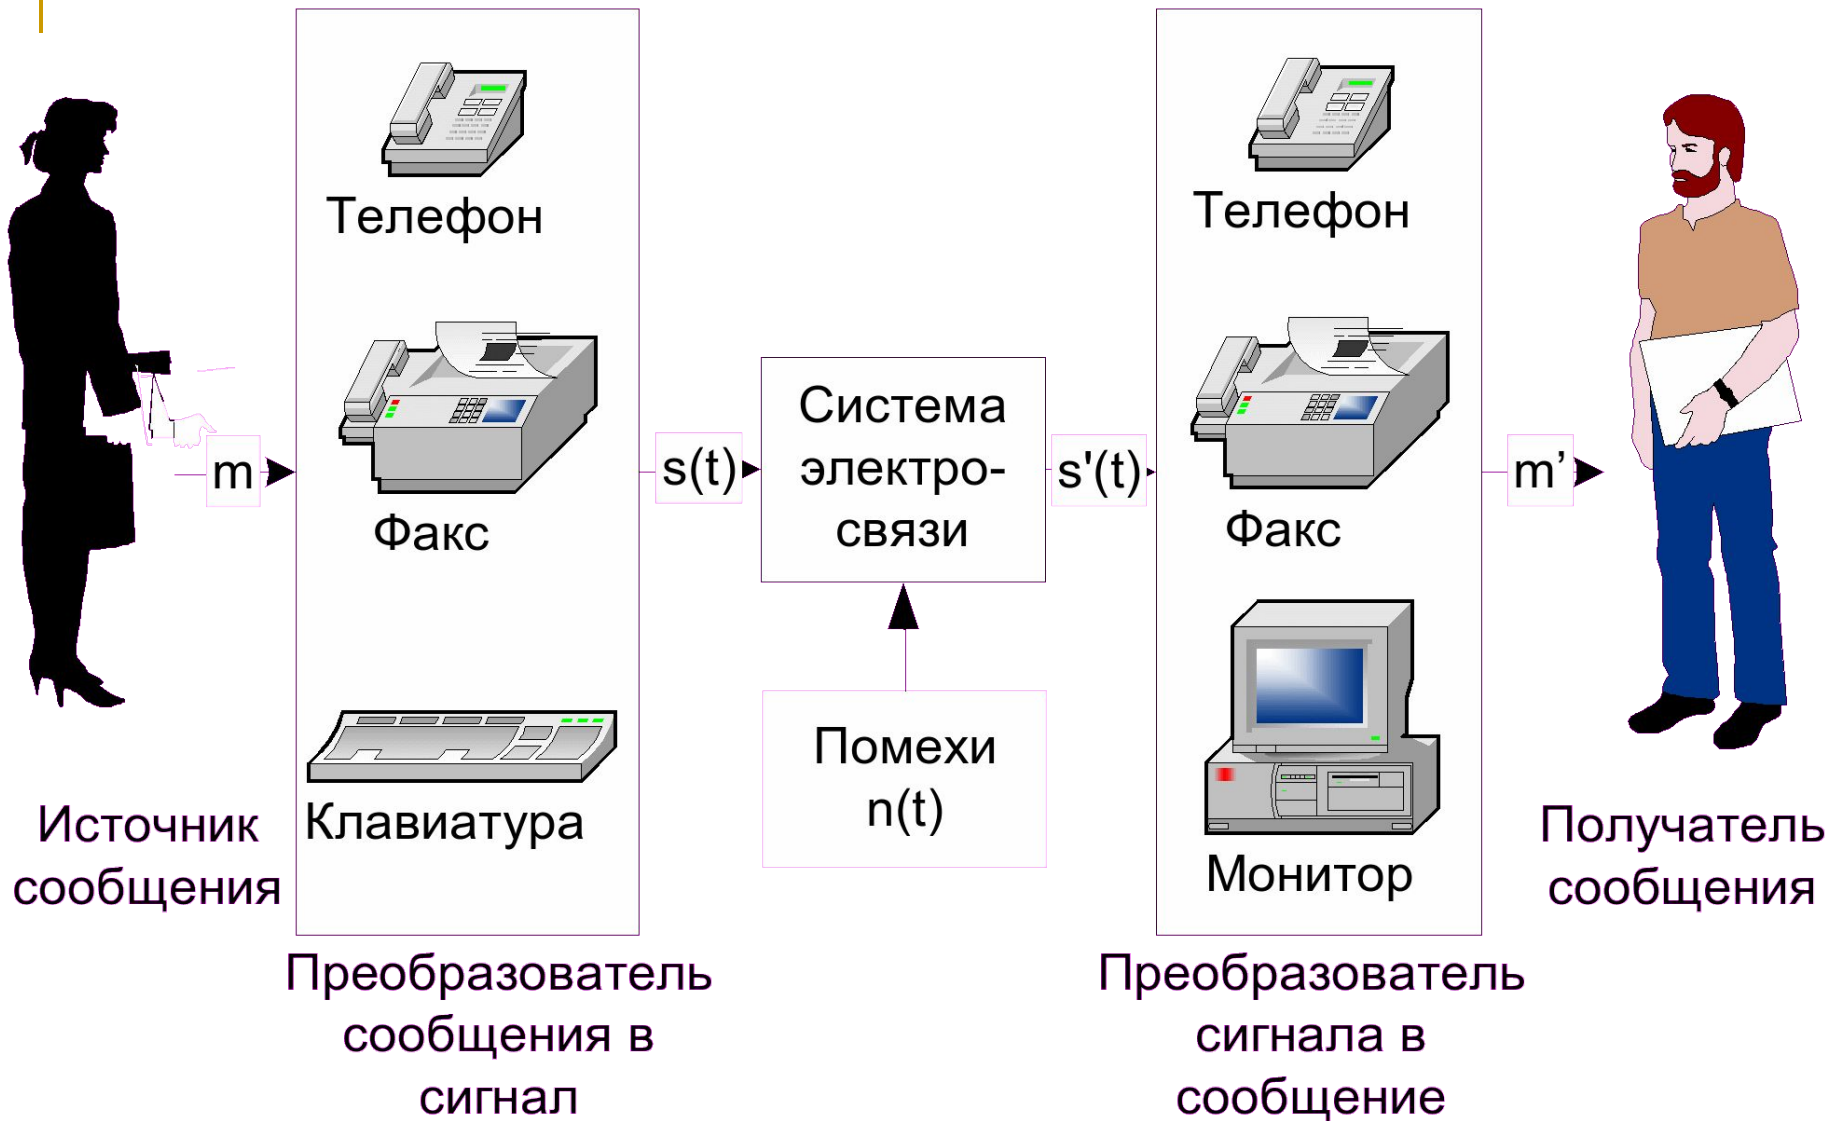 Источник
сообщения
m
Телефон
Факс
Клавиатура
Преобразователь
сообщения в
сигнал
s(t)
Система
электро-
связи
Помехи
n(t)
s'(t)
Телефон
Факс
Монитор
Преобразователь
сигнала в
сообщение
m’
Получатель
сообщения